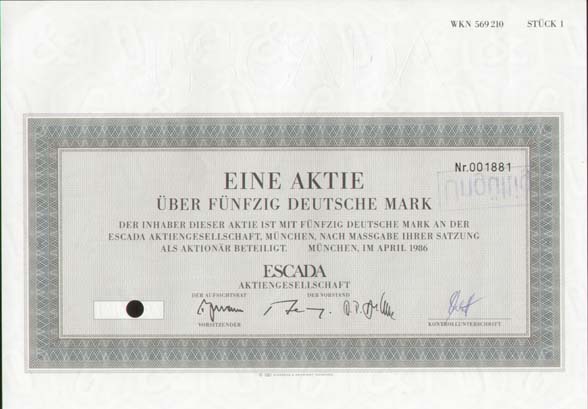 WKN 569 210 STÜCK 1
Nr.001881
EINE AKTIE
ÜBER FÜNFZIG DEUTSCHE MARK
DER INHABER DIESER AKTIE IST MIT FÜNFZIG DEUTSCHE MARK AN DER
ESCADA AKTIENGESELLSCHAFT, MÜNCHEN, NACH MASSGABE IHRER SATZUNG
ALS AKTIONÄR BETEILIGT. MÜNCHEN, IM APRIL 1986
ESCADA
AKTIENGESELLSCHAFT
DER AUFSICHTSRAT DER VORSTAND
VORSITZENDER
KONTROLLUNTERSCHRIFT